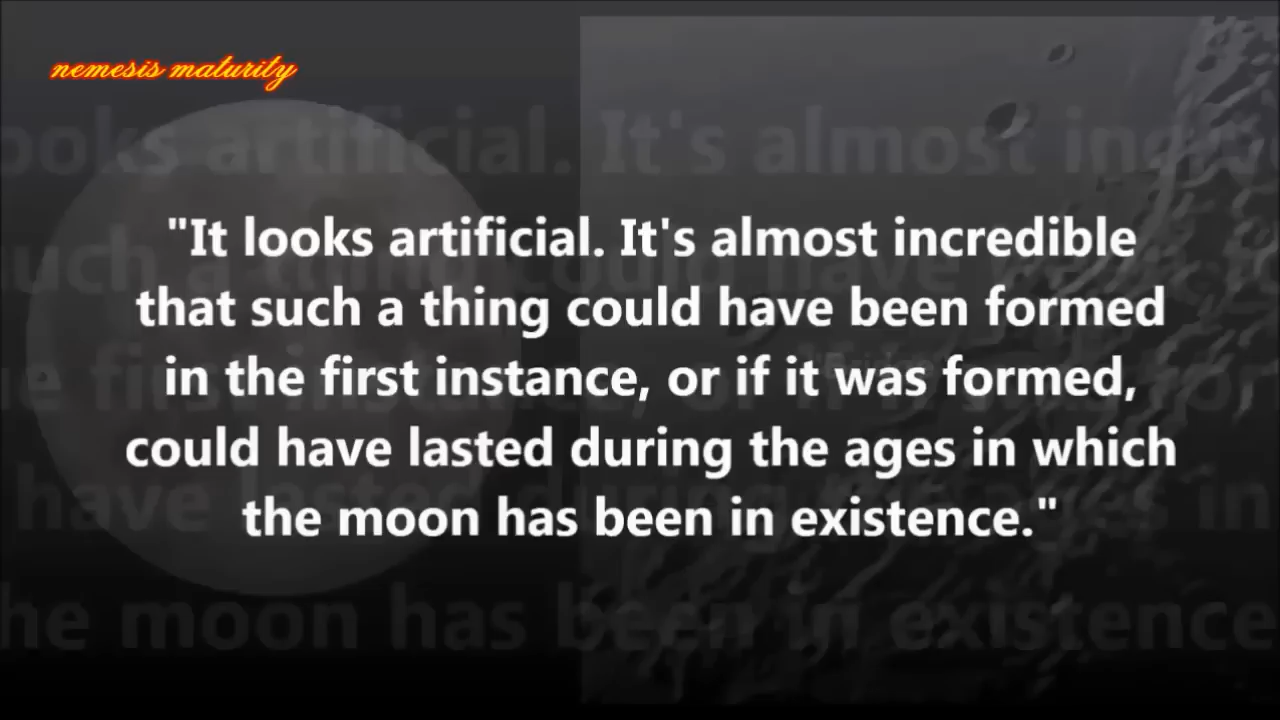 nemesis maturity
"It looks artificial. It's almost incredible
that such a thing could have been formed
in the first instance, or if it was formed,
could have lasted during the ages in which
the moon has been in existence."